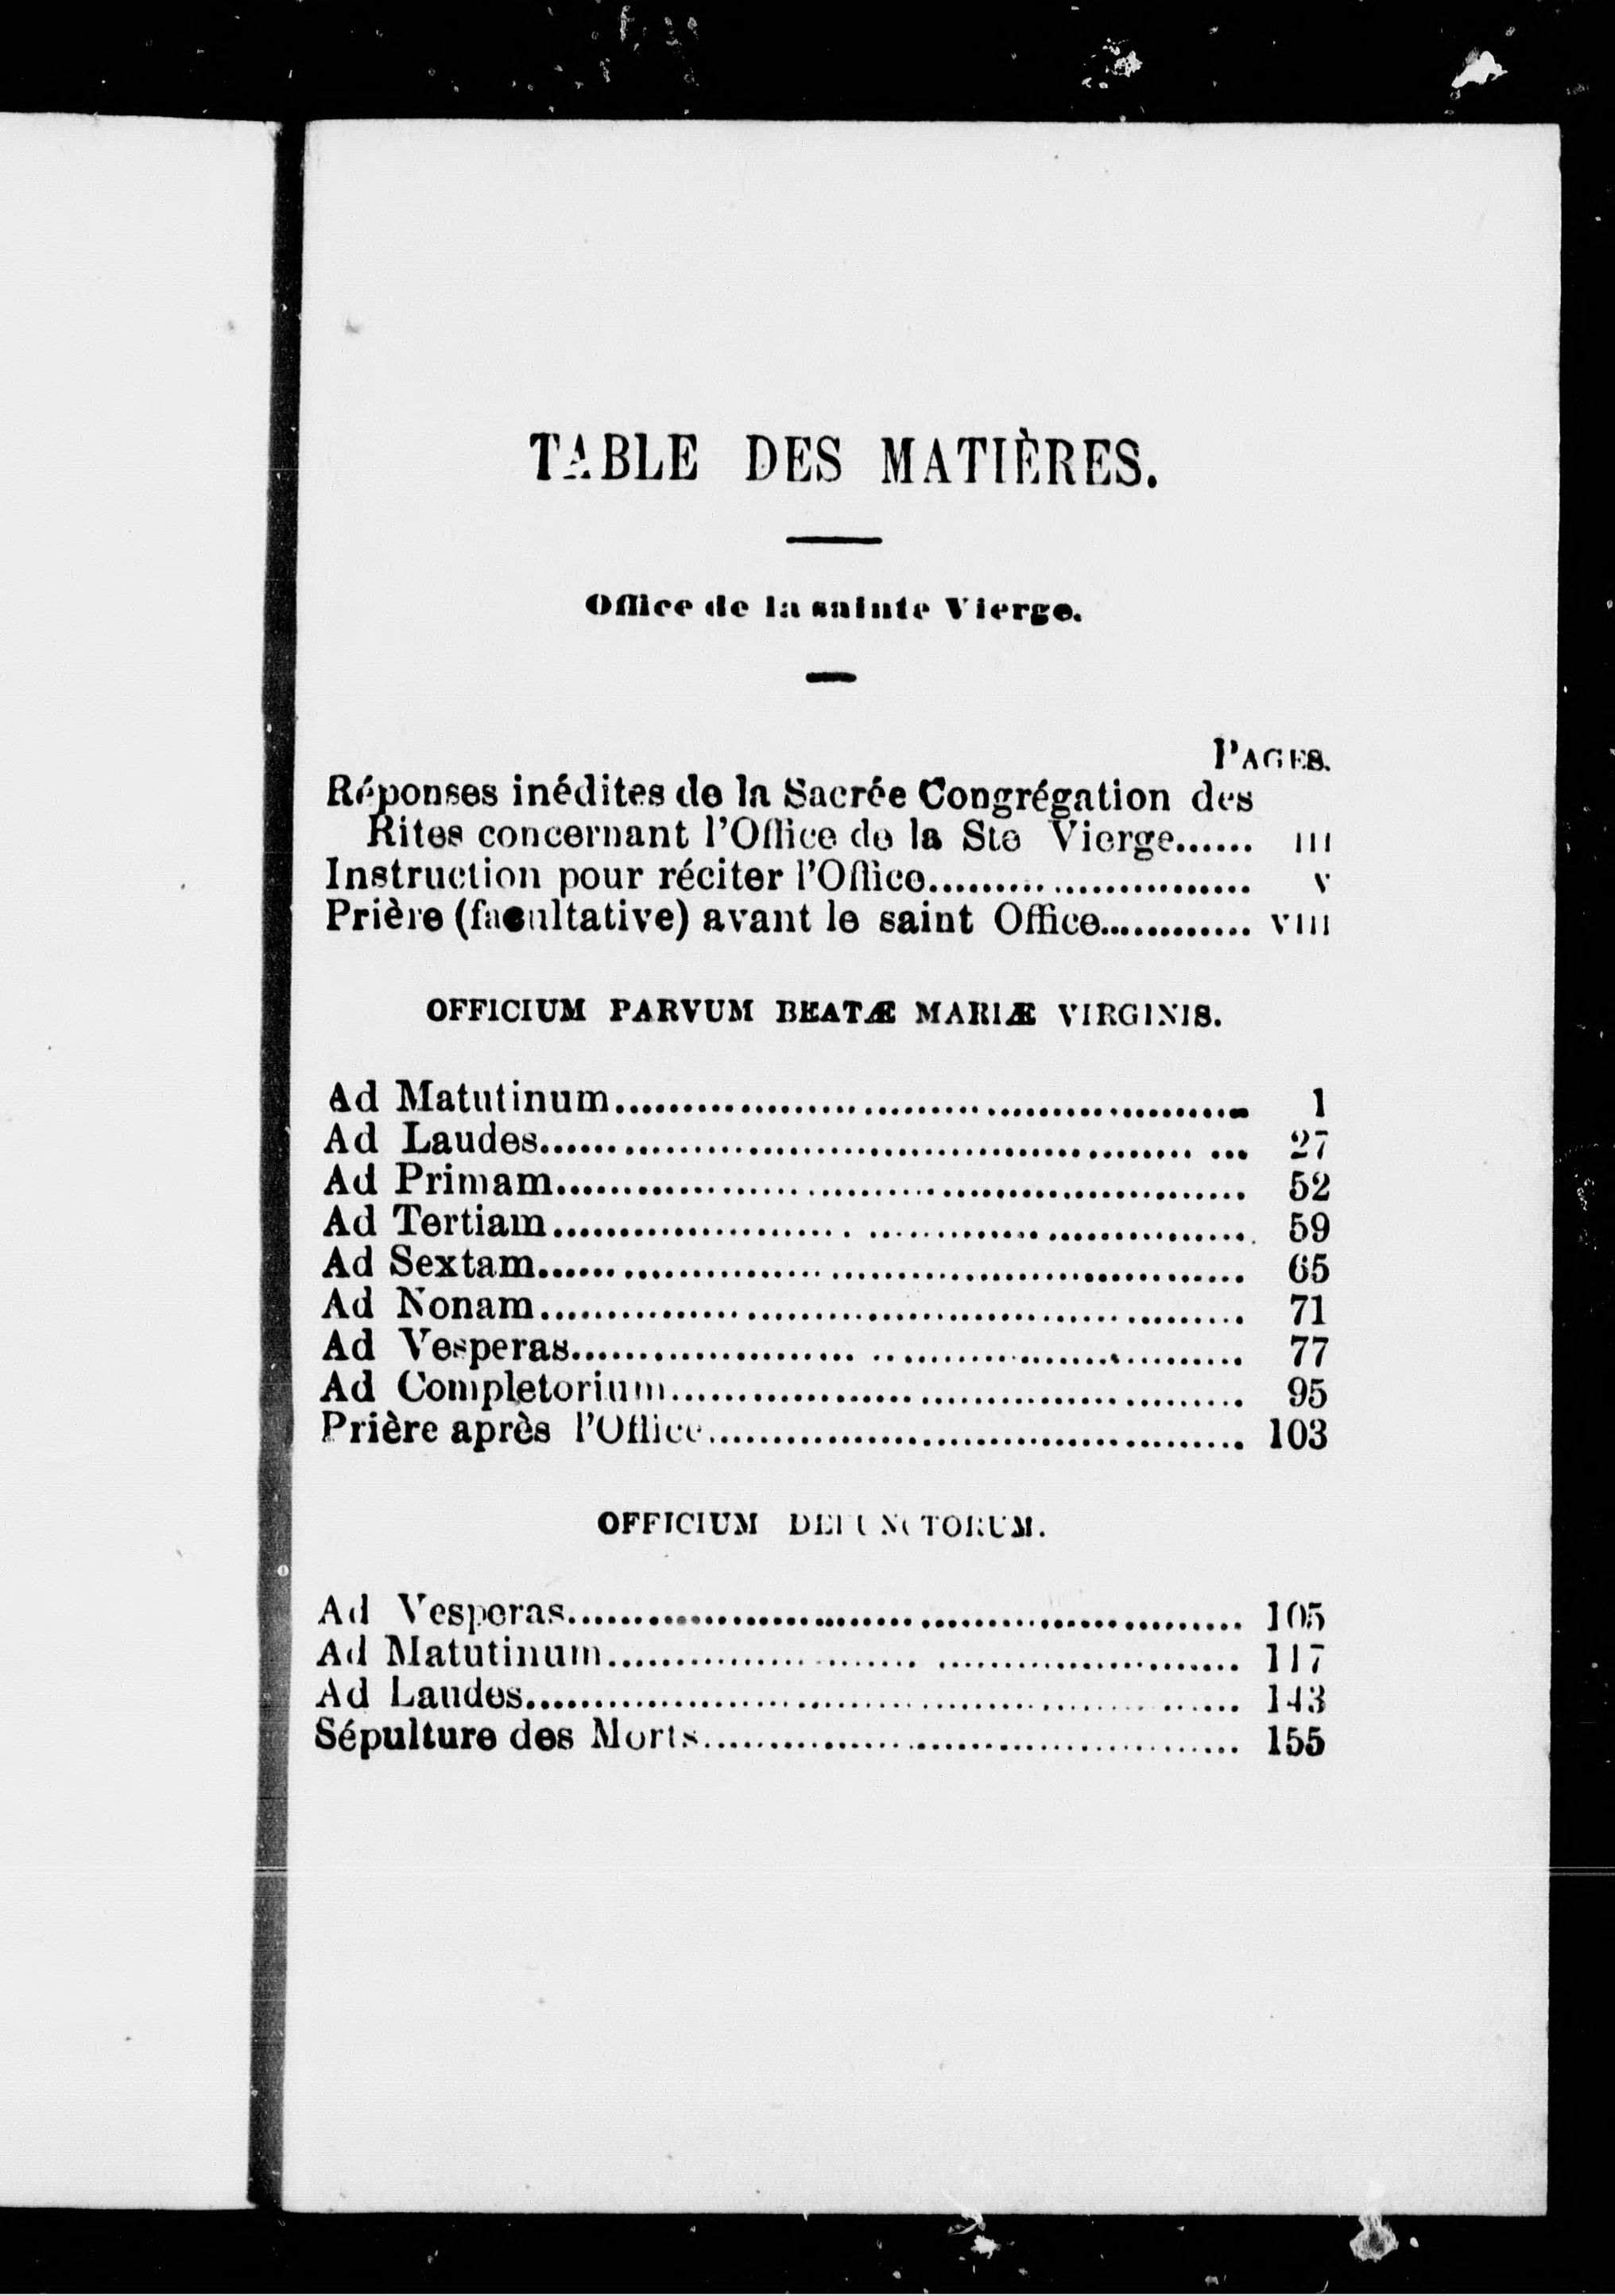 TABLE DES MATIÈRES.
Office de la sainte Vierge.
PAGES.
Réponses inédites de la Sacrée Congrégation des
Rites concernant l'Office de la Ste Vierge...... III
Instruction pour réciter l'Office......................... V
Prière (facultative) avant le saint Office............ VIII
OFFICIUM PARVUM BEATÆ MARIÆ VIRGINIS.
Ad Matutinum................................................ 1
Ad Laudes..................................................... 27
Ad Primam.................................................... 52
Ad Tertiam.................................................... 59
Ad Sextam..................................................... 65
Ad Nonam..................................................... 71
Ad Vesperas................................................... 77
Ad Completorium........................................... 95
Prière après l'Office........................................ 103
OFFICIUM DEFUNCTORUM.
Ad Vesperas................................................... 105
Ad Matutinum................................................ 117
Ad Laudes..................................................... 143
Sépulture des Morts........................................ 155